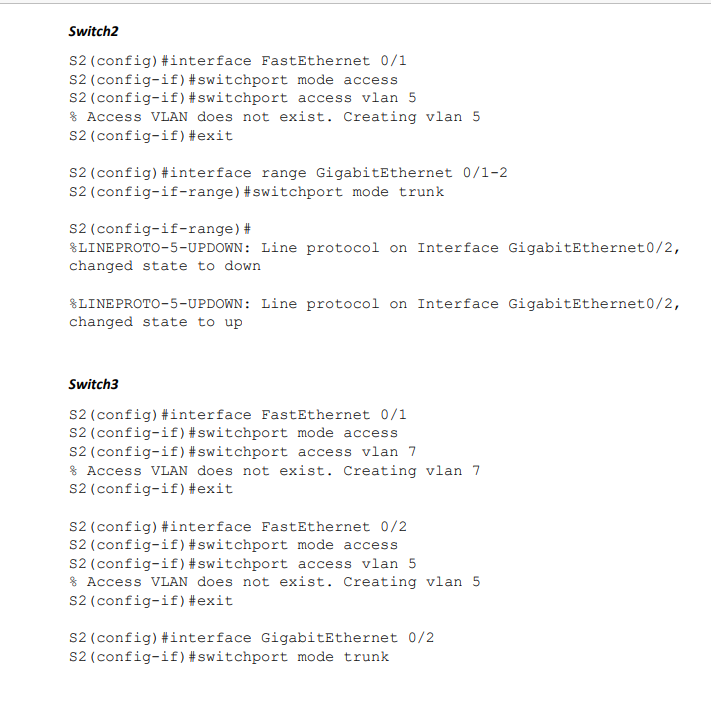 Switch2
S2(config)#interface FastEthernet 0/1
S2(config-if)#switchport mode access
S2(config-if)#switchport access vlan 5
% Access VLAN does not exist. Creating vlan 5
S2(config-if)#exit
S2(config)#interface range GigabitEthernet 0/1-2
S2(config-if-range)#switchport mode trunk
S2(config-if-range)#
%LINEPROTO-5-UPDOWN: Line protocol on Interface GigabitEthernet0/2,
changed state to down
%LINEPROTO-5-UPDOWN: Line protocol on Interface GigabitEthernet0/2,
changed state to up
Switch3
S2(config)#interface FastEthernet 0/1
S2(config-if)#switchport mode access
S2(config-if)#switchport access vlan 7
% Access VLAN does not exist. Creating vlan 7
S2(config-if)#exit
S2(config)#interface FastEthernet 0/2
S2(config-if)#switchport mode access
S2(config-if)#switchport access vlan 5
% Access VLAN does not exist. Creating vlan 5
S2(config-if)#exit
S2(config)#interface GigabitEthernet 0/2
S2(config-if)#switchport mode trunk